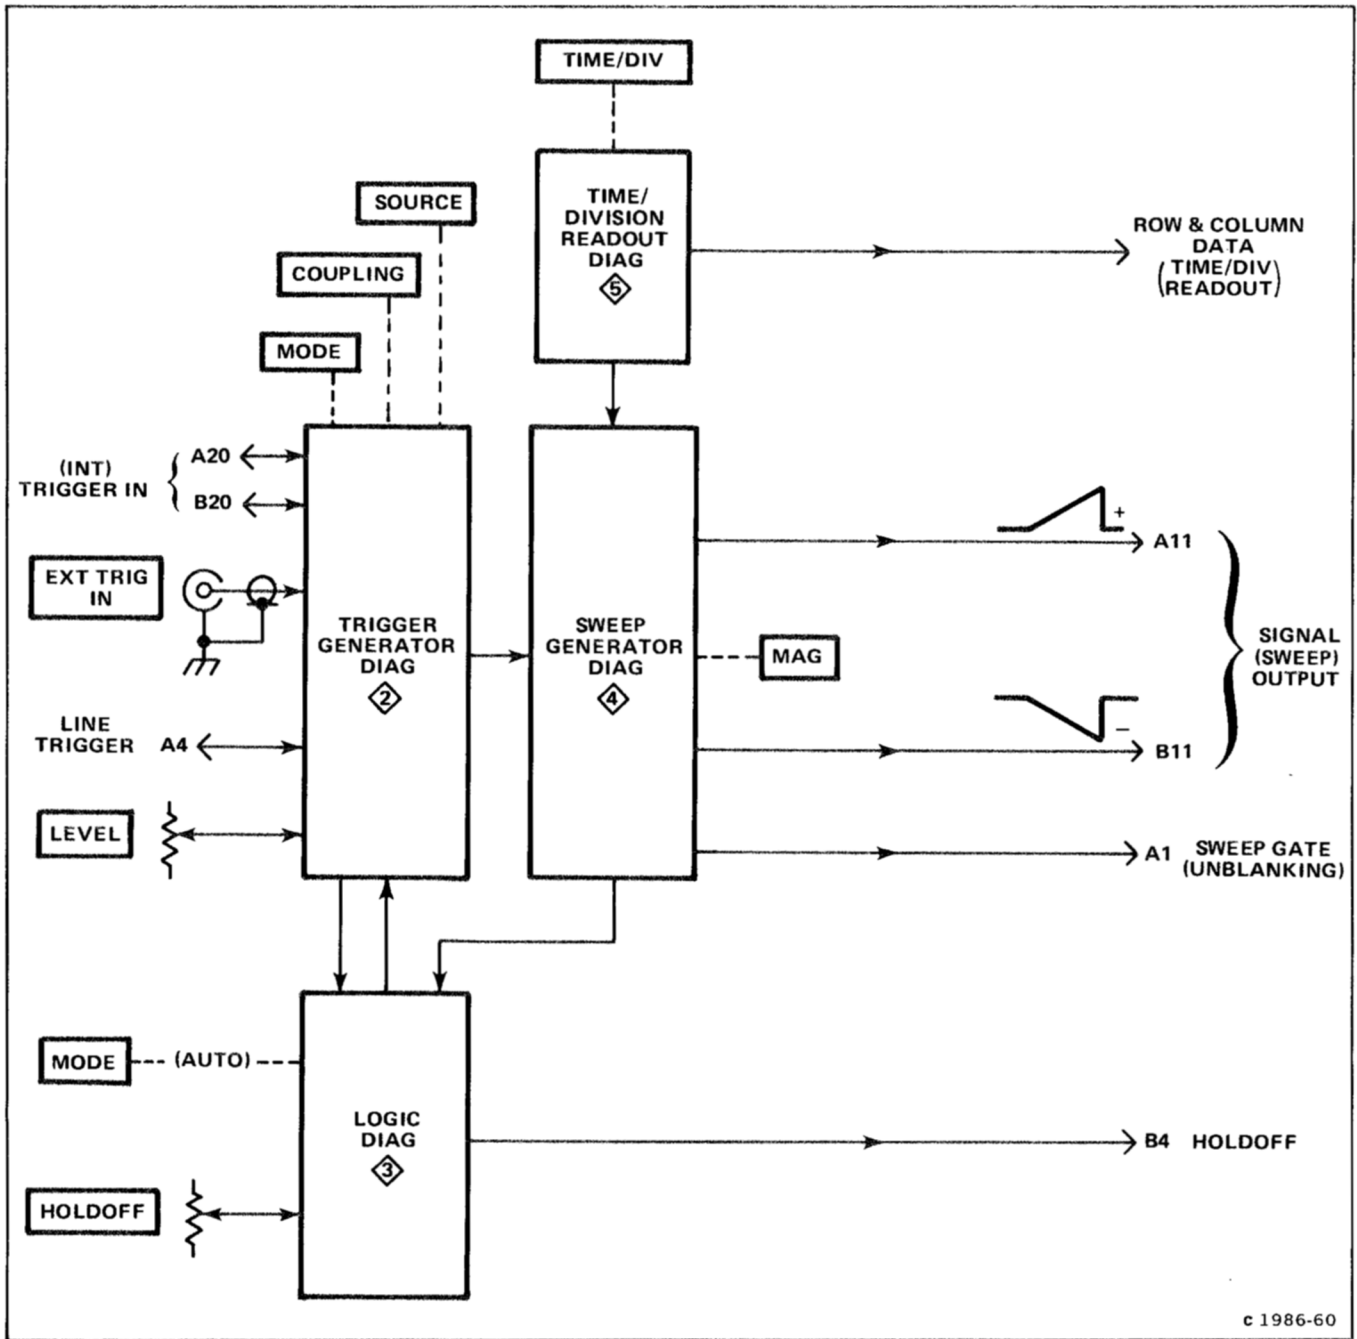 TIME/DIV
TIME/
DIVISION
READOUT
DIAG
5
ROW & COLUMN
DATA
(TIME/DIV
READOUT)
SOURCE
COUPLING
MODE
(INT)
TRIGGER IN
A20
B20
EXT TRIG
IN
LINE
TRIGGER
A4
LEVEL
TRIGGER
GENERATOR
DIAG
2
SWEEP
GENERATOR
DIAG
4
MAG
+
A11
−
B11
SIGNAL
(SWEEP)
OUTPUT
A1 SWEEP GATE
(UNBLANKING)
MODE
(AUTO)
LOGIC
DIAG
3
HOLDOFF
B4 HOLDOFF
c 1986-60